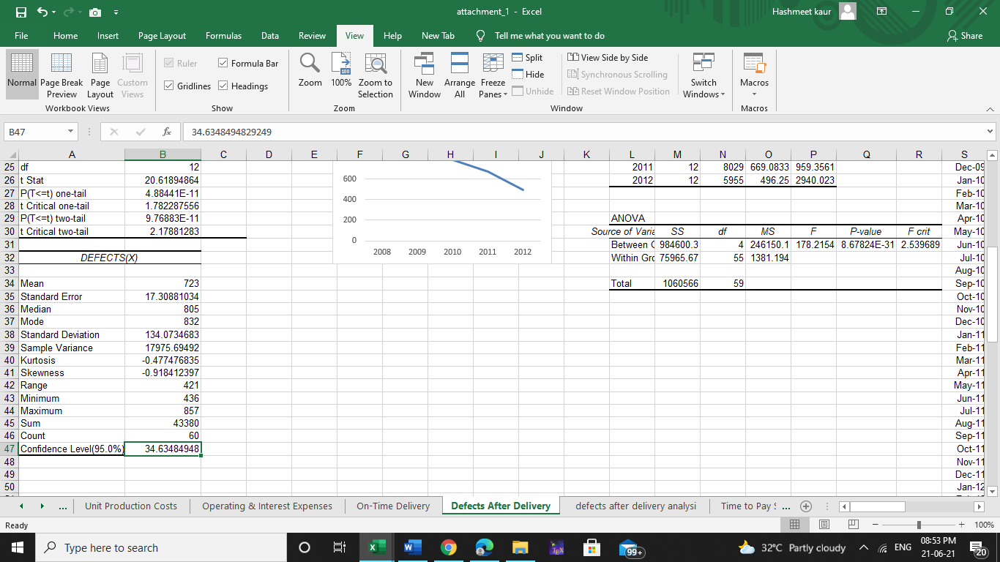 attachment_1 - Excel
Hashmeet kaur
File Home Insert Page Layout Formulas Data Review View Help New Tab Tell me what you want to do Share
Normal Page Break Preview Page Layout Custom Views
Workbook Views
Ruler Formula Bar
Gridlines Headings
Show
Zoom 100% Zoom to Selection
Zoom
New Window Arrange All Freeze Panes
Split
Hide
Unhide
View Side by Side
Synchronous Scrolling
Reset Window Position
Switch Windows
Window
Macros
Macros
B47 fx 34.6348494829249
A B C D E F G H I J K L M N O P Q R S
25 df 12 2011 12 8029 669.0833 959.3561 Dec-09
26 t Stat 20.61894864 600 2012 12 5955 496.25 2940.023 Jan-10
27 P(T<=t) one-tail 4.88441E-11 400 Feb-10
28 t Critical one-tail 1.782287556 Mar-10
29 P(T<=t) two-tail 9.76883E-11 200 ANOVA Apr-10
30 t Critical two-tail 2.17881283 0 Source of Varia SS df MS F P-value F crit May-10
31 2008 2009 2010 2011 2012 Between G 984600.3 4 246150.1 178.2154 8.67824E-31 2.539689 Jun-10
32 DEFECTS(X) Within Gro 75965.67 55 1381.194 Jul-10
33 Aug-10
34 Mean 723 Total 1060566 59 Sep-10
35 Standard Error 17.30881034 Oct-10
36 Median 805 Nov-10
37 Mode 832 Dec-10
38 Standard Deviation 134.0734683 Jan-11
39 Sample Variance 17975.69492 Feb-11
40 Kurtosis -0.477476835 Mar-11
41 Skewness -0.918412397 Apr-11
42 Range 421 May-11
43 Minimum 436 Jun-11
44 Maximum 857 Jul-11
45 Sum 43380 Aug-11
46 Count 60 Sep-11
47 Confidence Level(95.0%) 34.63484948 Oct-11
48 Nov-11
49 Dec-11
50 Jan-12
... Unit Production Costs Operating & Interest Expenses On-Time Delivery Defects After Delivery defects after delivery analysi Time to Pay S ...
Ready 100%
Type here to search
99+
32°C Partly cloudy
ENG
08:53 PM
21-06-21
20